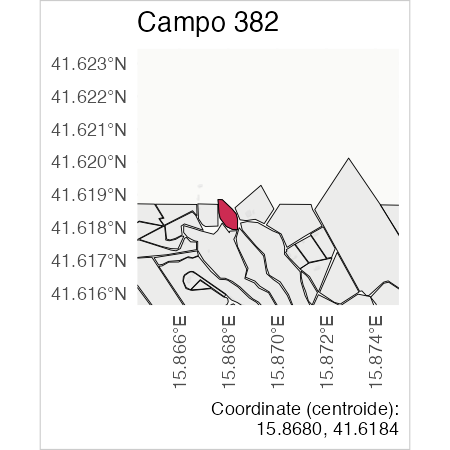 Campo 382
41.623°N
41.622°N
41.621°N
41.620°N
41.619°N
41.618°N
41.617°N
41.616°N
15.866°E
15.868°E
15.870°E
15.872°E
15.874°E
Coordinate (centroide):
15.8680, 41.6184